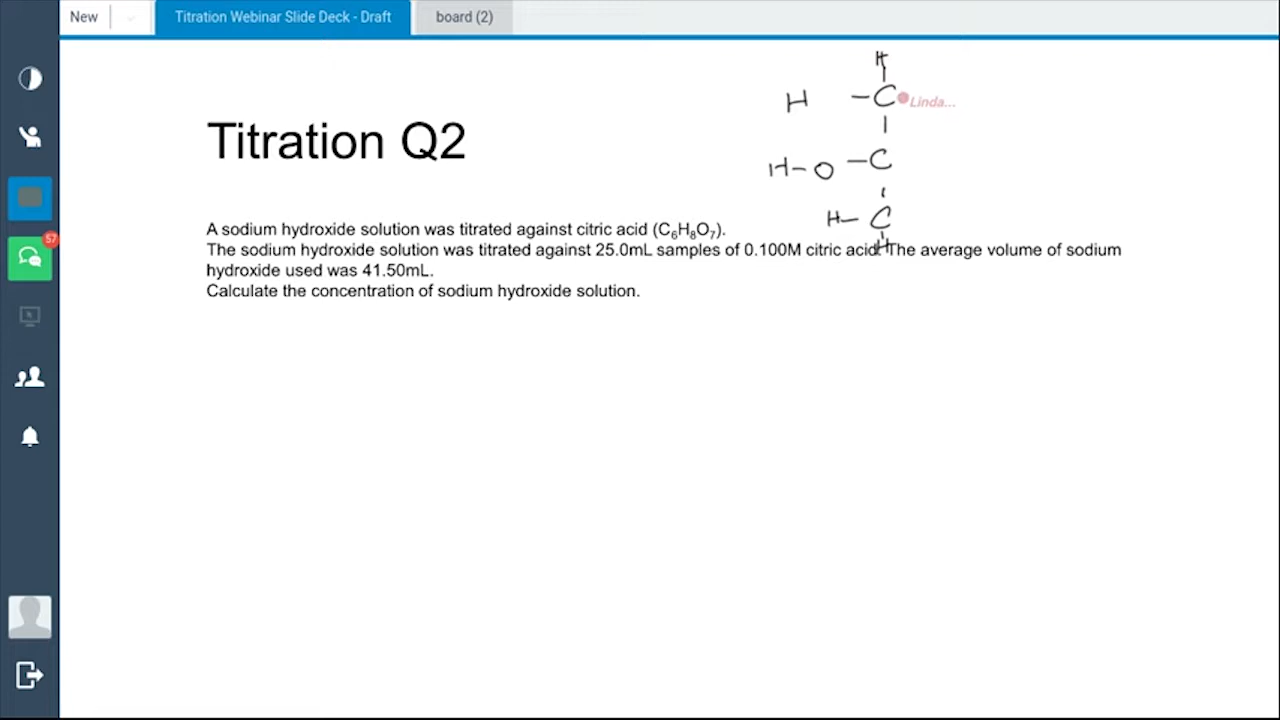 New
Titration Webinar Slide Deck - Draft
board (2)
H
H –C
Linda...
H–O –C
H– C
H
Titration Q2
57
A sodium hydroxide solution was titrated against citric acid (C₆H₈O₇).
The sodium hydroxide solution was titrated against 25.0mL samples of 0.100M citric acid. The average volume of sodium
hydroxide used was 41.50mL.
Calculate the concentration of sodium hydroxide solution.